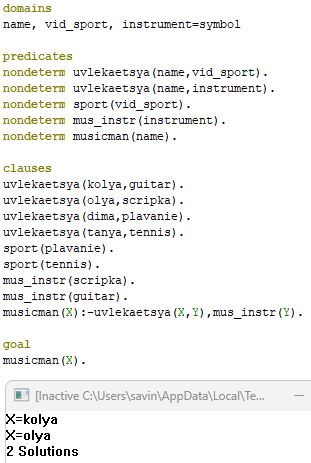 domains
name, vid_sport, instrument=symbol
predicates
nondeterm uvlekaetsya(name,vid_sport).
nondeterm uvlekaetsya(name,instrument).
nondeterm sport(vid_sport).
nondeterm mus_instr(instrument).
nondeterm musicman(name).
clauses
uvlekaetsya(kolya,guitar).
uvlekaetsya(olya,scripka).
uvlekaetsya(dima,plavanie).
uvlekaetsya(tanya,tennis).
sport(plavanie).
sport(tennis).
mus_instr(scripka).
mus_instr(guitar).
musicman(X):-uvlekaetsya(X,Y),mus_instr(Y).
goal
musicman(X).
[Inactive C:\Users\savin\AppData\Local\Te...
X=kolya
X=olya
2 Solutions